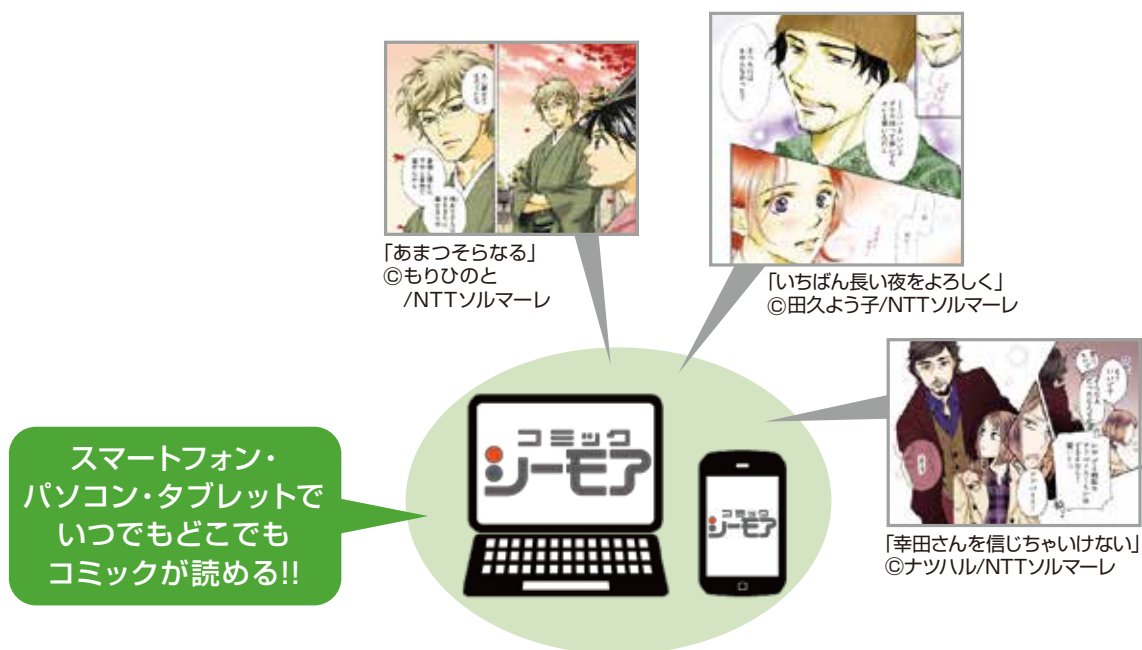 「あまつそらなる」
©もりひのと
/NTTソルマーレ
「いちばん長い夜をよろしく」
©田久よう子/NTTソルマーレ
「幸田さんを信じちゃいけない」
©ナツハル/NTTソルマーレ
スマートフォン・
パソコン・タブレットで
いつでもどこでも
コミックが読める!!
コミック
シーモア
コミック
シーモア